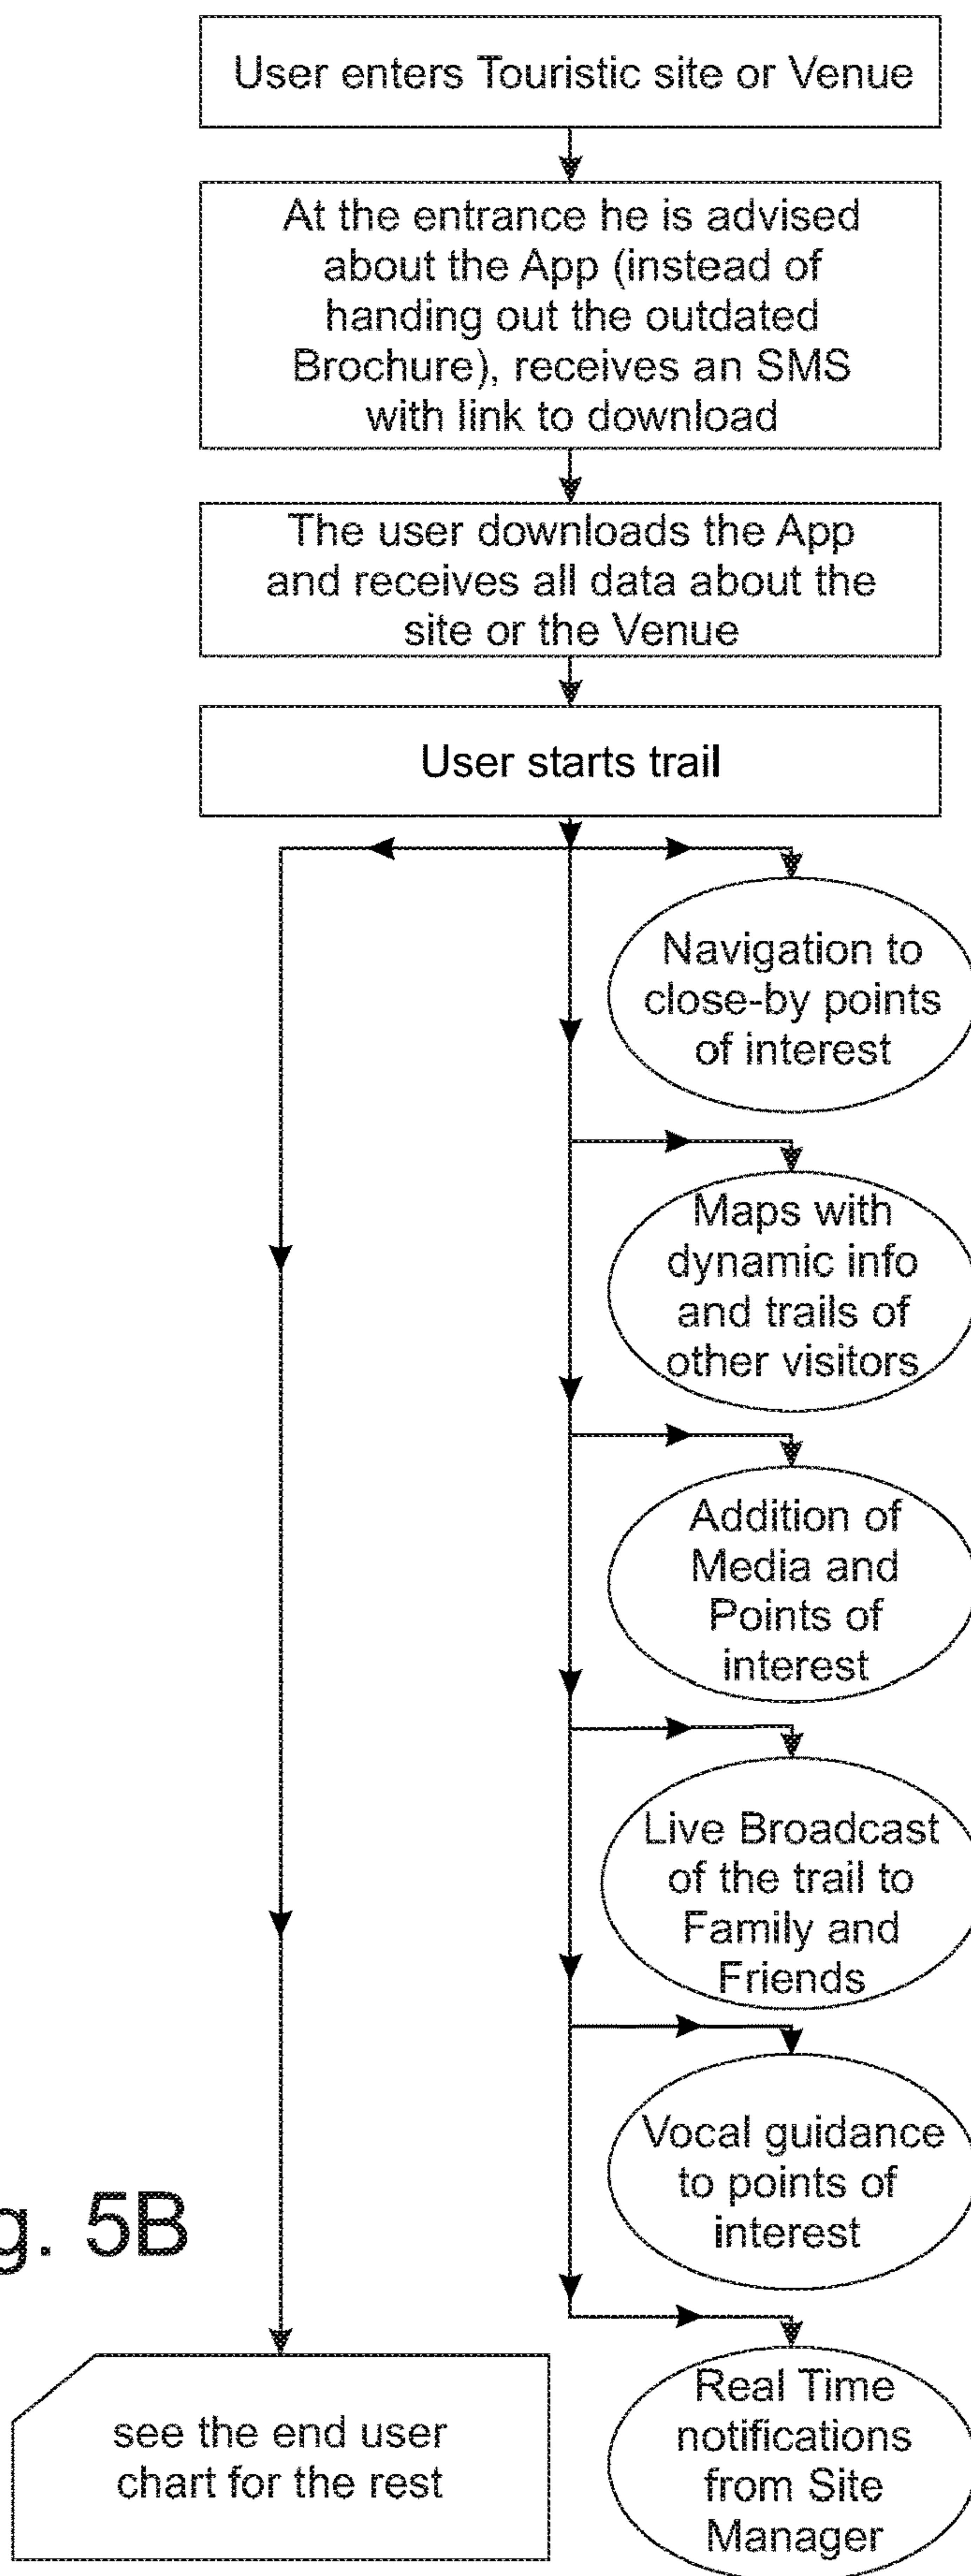 User enters Touristic site or Venue
At the entrance he is advised
about the App (instead of
handing out the outdated
Brochure), receives an SMS
with link to download
The user downloads the App
and receives all data about the
site or the Venue
User starts trail
Navigation to
close-by points
of interest
Maps with
dynamic info
and trails of
other visitors
Addition of
Media and
Points of
interest
Live Broadcast
of the trail to
Family and
Friends
Vocal guidance
to points of
interest
g. 5B
Real Time
notifications
from Site
Manager
see the end user
chart for the rest